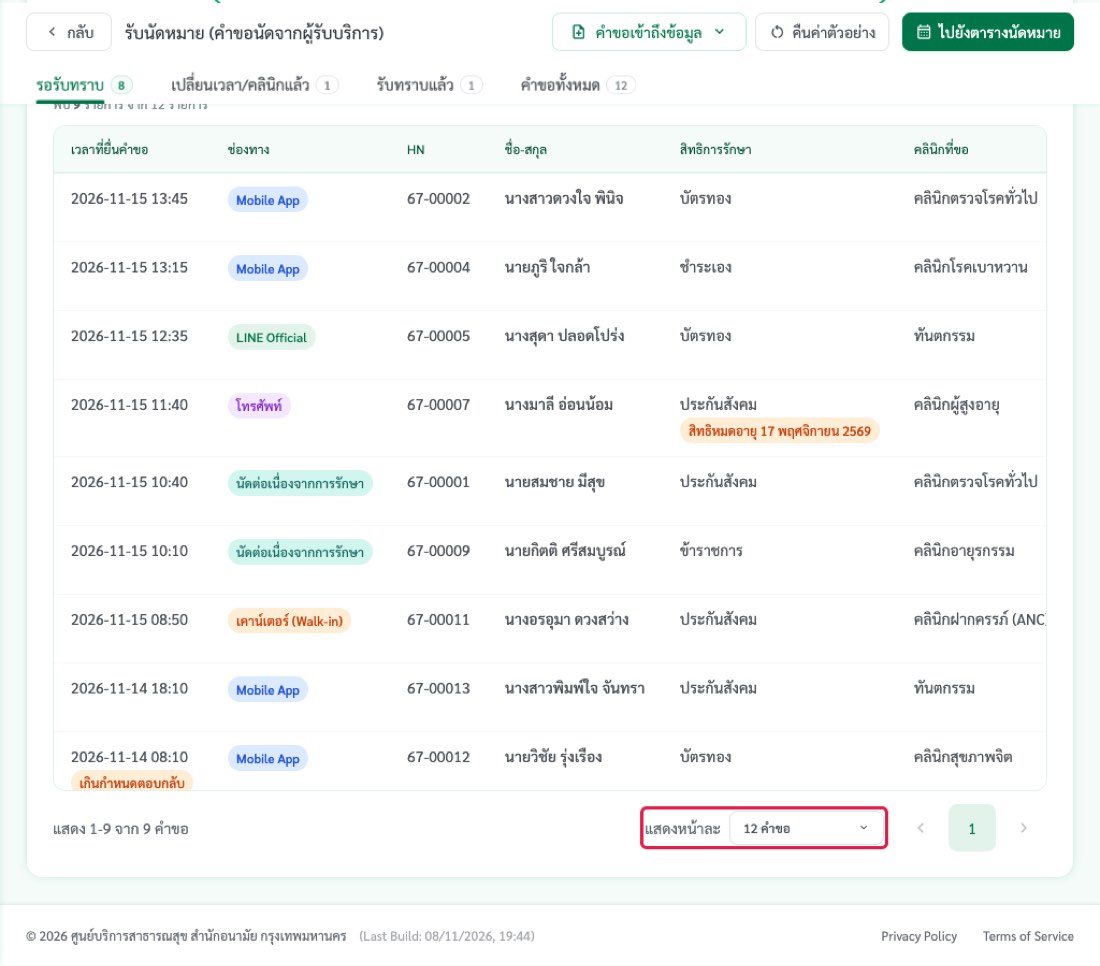 กลับ รับนัดหมาย (คำขอนัดจากผู้รับบริการ) คำขอเข้าถึงข้อมูล คืนค่าตัวอย่าง ไปยังตารางนัดหมาย
รอรับทราบ 8 เปลี่ยนเวลา/คลินิกแล้ว 1 รับทราบแล้ว 1 คำขอทั้งหมด 12
พบ 9 รายการ จาก 12 รายการ
เวลาที่ยื่นคำขอ ช่องทาง HN ชื่อ-สกุล สิทธิการรักษา คลินิกที่ขอ
2026-11-15 13:45 Mobile App 67-00002 นางสาวดวงใจ พินิจ บัตรทอง คลินิกตรวจโรคทั่วไป
2026-11-15 13:15 Mobile App 67-00004 นายภูริ ใจกล้า ชำระเอง คลินิกโรคเบาหวาน
2026-11-15 12:35 LINE Official 67-00005 นางสุดา ปลอดโปร่ง บัตรทอง ทันตกรรม
2026-11-15 11:40 โทรศัพท์ 67-00007 นางมาลี อ่อนน้อม ประกันสังคม คลินิกผู้สูงอายุ
สิทธิหมดอายุ 17 พฤศจิกายน 2569
2026-11-15 10:40 นัดต่อเนื่องจากการรักษา 67-00001 นายสมชาย มีสุข ประกันสังคม คลินิกตรวจโรคทั่วไป
2026-11-15 10:10 นัดต่อเนื่องจากการรักษา 67-00009 นายกิตติ ศรีสมบูรณ์ ข้าราชการ คลินิกอายุรกรรม
2026-11-15 08:50 เคาน์เตอร์ (Walk-in) 67-00011 นางอรอุมา ดวงสว่าง ประกันสังคม คลินิกฝากครรภ์ (ANC)
2026-11-14 18:10 Mobile App 67-00013 นางสาวพิมพ์ใจ จันทรา ประกันสังคม ทันตกรรม
2026-11-14 08:10 Mobile App 67-00012 นายวิชัย รุ่งเรือง บัตรทอง คลินิกสุขภาพจิต
เกินกำหนดตอบกลับ
แสดง 1-9 จาก 9 คำขอ แสดงหน้าละ 12 คำขอ 1
© 2026 ศูนย์บริการสาธารณสุข สำนักอนามัย กรุงเทพมหานคร (Last Build: 08/11/2026, 19:44) Privacy Policy Terms of Service